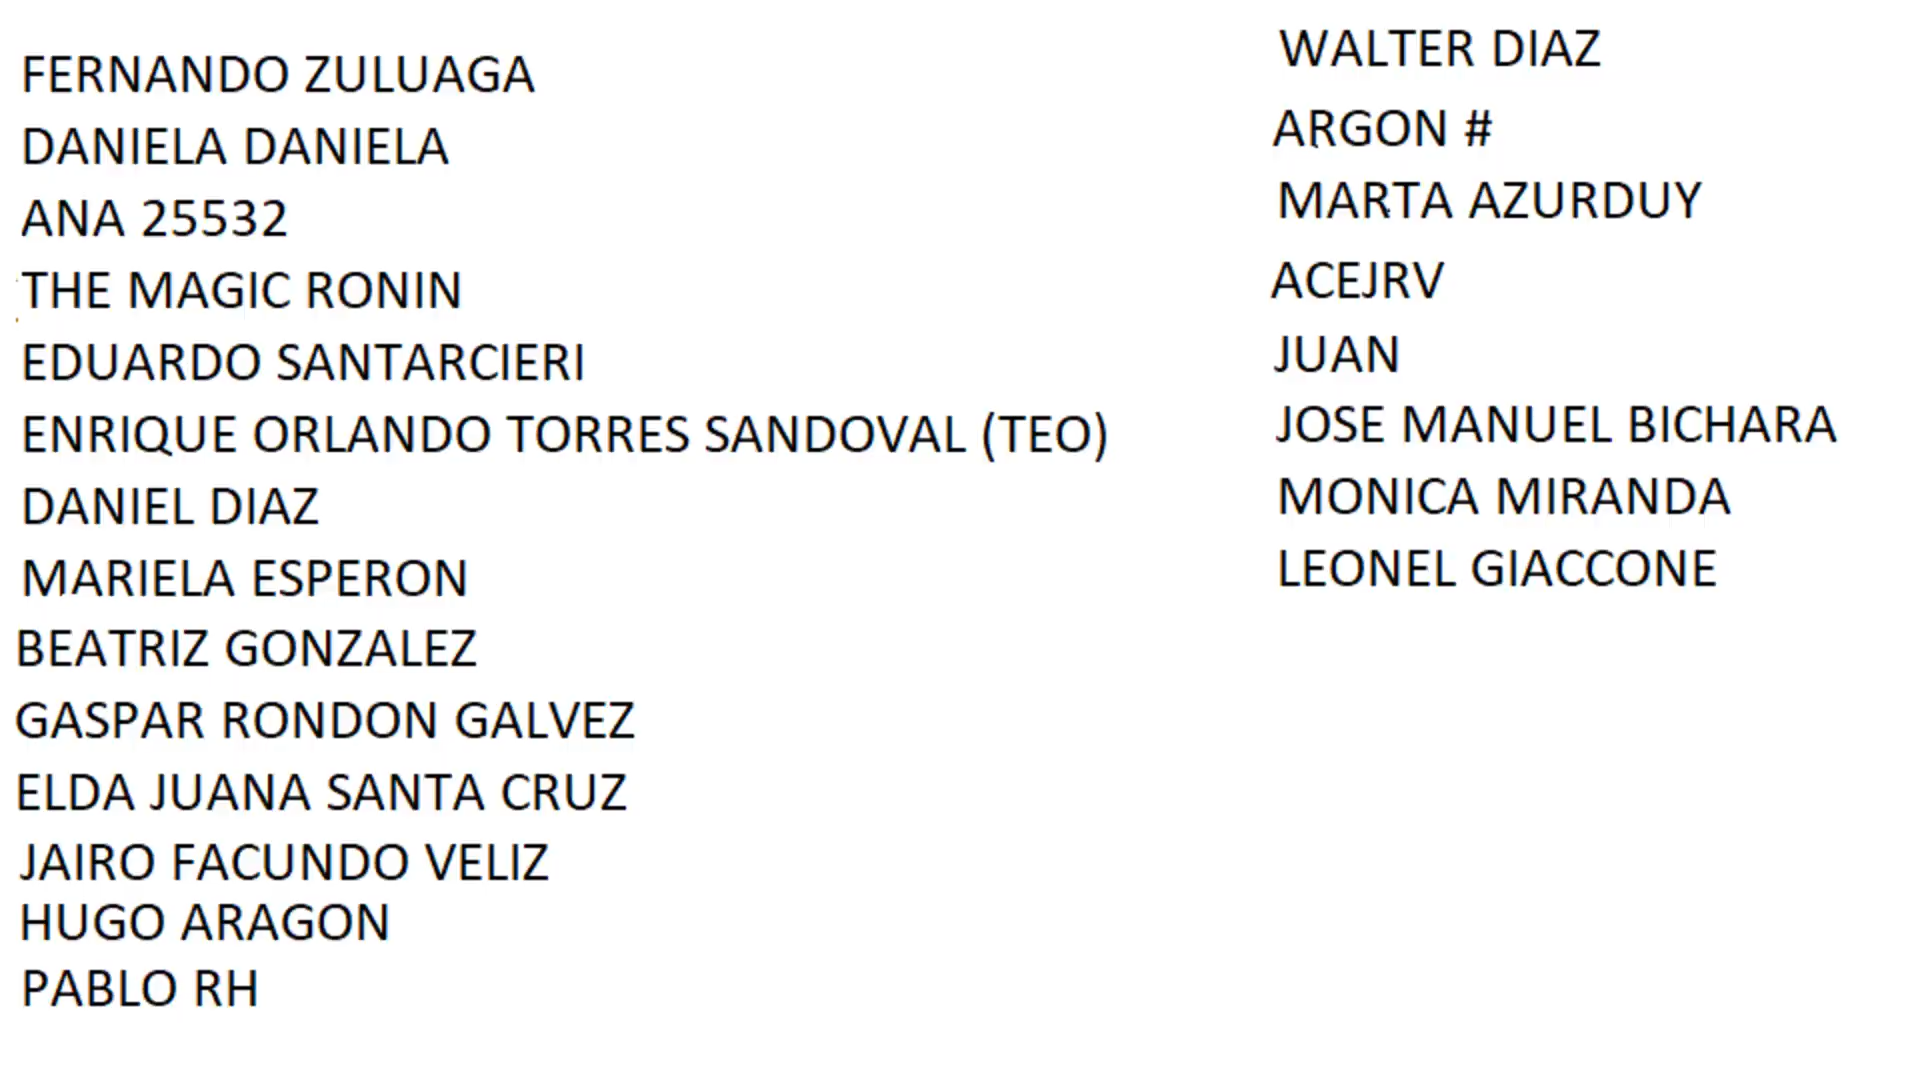 FERNANDO ZULUAGA
DANIELA DANIELA
ANA 25532
THE MAGIC RONIN
EDUARDO SANTARCIERI
ENRIQUE ORLANDO TORRES SANDOVAL (TEO)
DANIEL DIAZ
MARIELA ESPERON
BEATRIZ GONZALEZ
GASPAR RONDON GALVEZ
ELDA JUANA SANTA CRUZ
JAIRO FACUNDO VELIZ
HUGO ARAGON
PABLO RH
WALTER DIAZ
ARGON #
MARTA AZURDUY
ACEJRV
JUAN
JOSE MANUEL BICHARA
MONICA MIRANDA
LEONEL GIACCONE